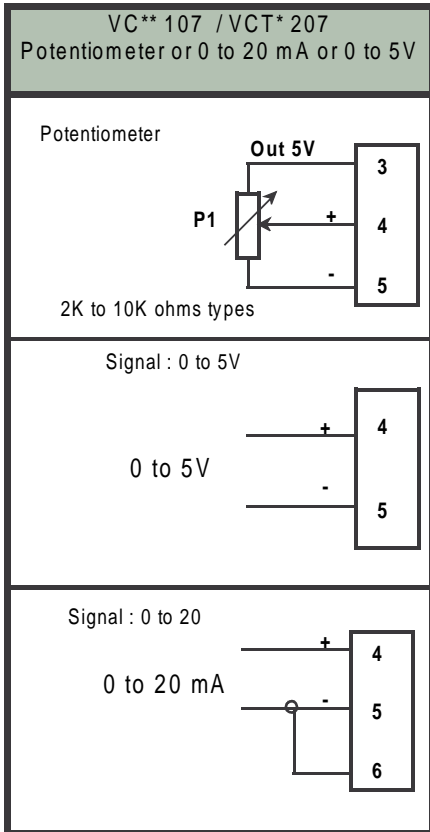 VC** 107 / VCT* 207
Potentiometer or 0 to 20 mA or 0 to 5V
Potentiometer
Out 5V
3
P1
+
4
-
5
2K to 10K ohms types
Signal : 0 to 5V
+
4
0 to 5V
-
5
Signal : 0 to 20
+
4
0 to 20 mA
-
5
6